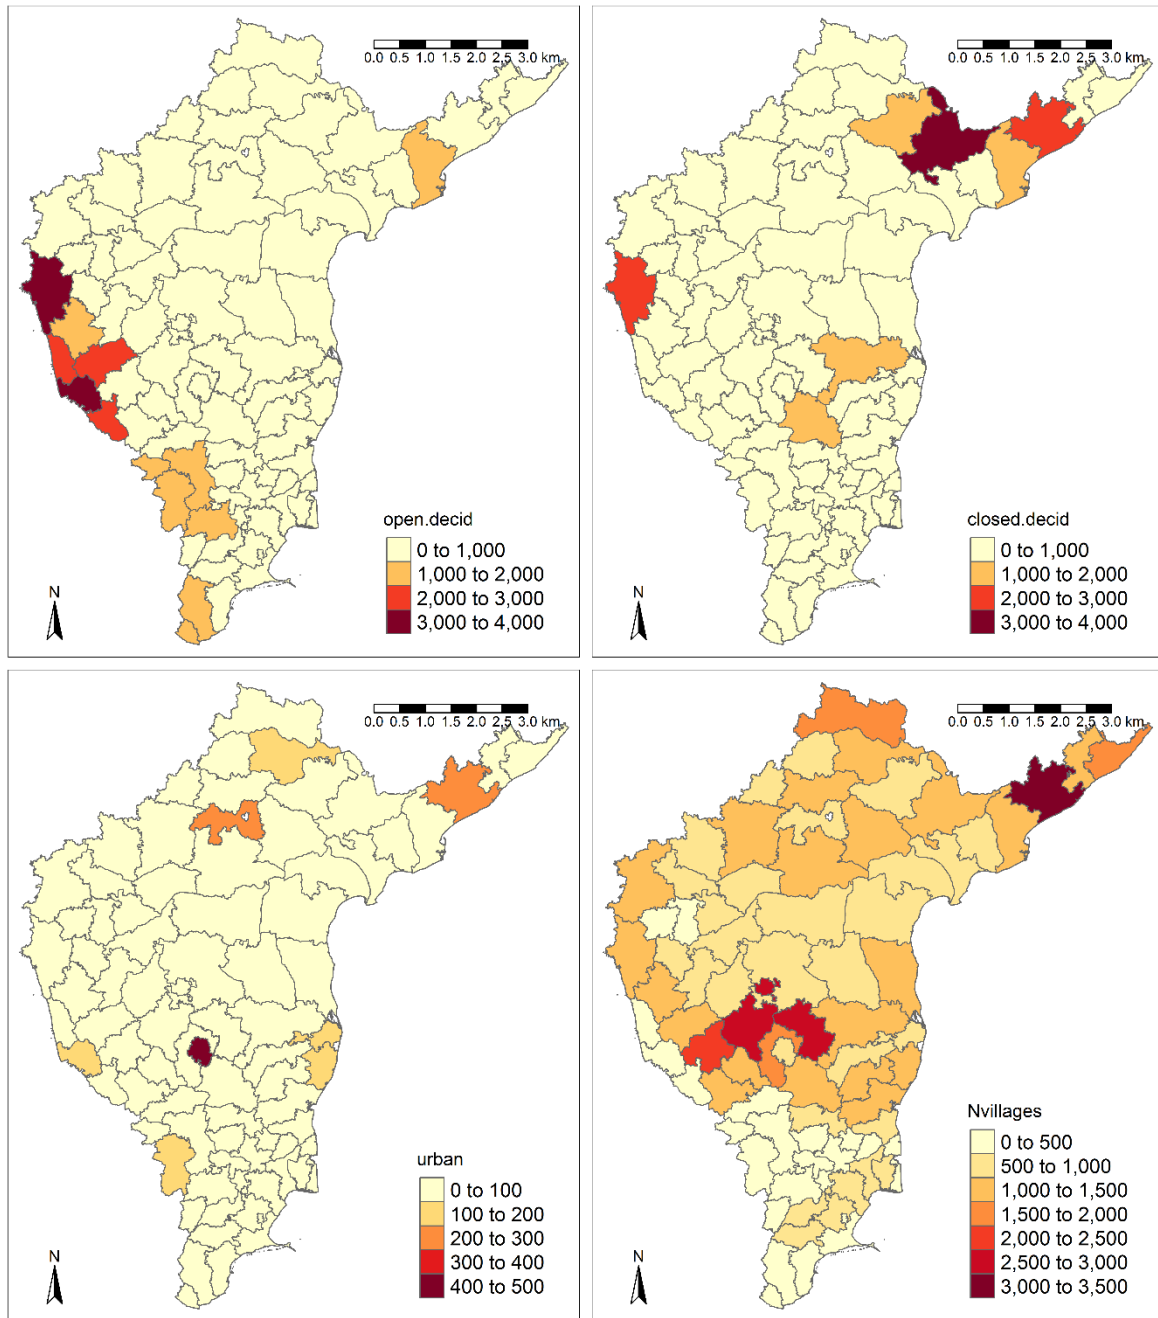 0.0 0.5 1.0 1.5 2.0 2.5 3.0 km
open.decid
0 to 1,000
1,000 to 2,000
2,000 to 3,000
3,000 to 4,000
N
0.0 0.5 1.0 1.5 2.0 2.5 3.0 km
closed.decid
0 to 1,000
1,000 to 2,000
2,000 to 3,000
3,000 to 4,000
N
0.0 0.5 1.0 1.5 2.0 2.5 3.0 km
urban
0 to 100
100 to 200
200 to 300
300 to 400
400 to 500
N
0.0 0.5 1.0 1.5 2.0 2.5 3.0 km
Nvillages
0 to 500
500 to 1,000
1,000 to 1,500
1,500 to 2,000
2,000 to 2,500
2,500 to 3,000
3,000 to 3,500
N